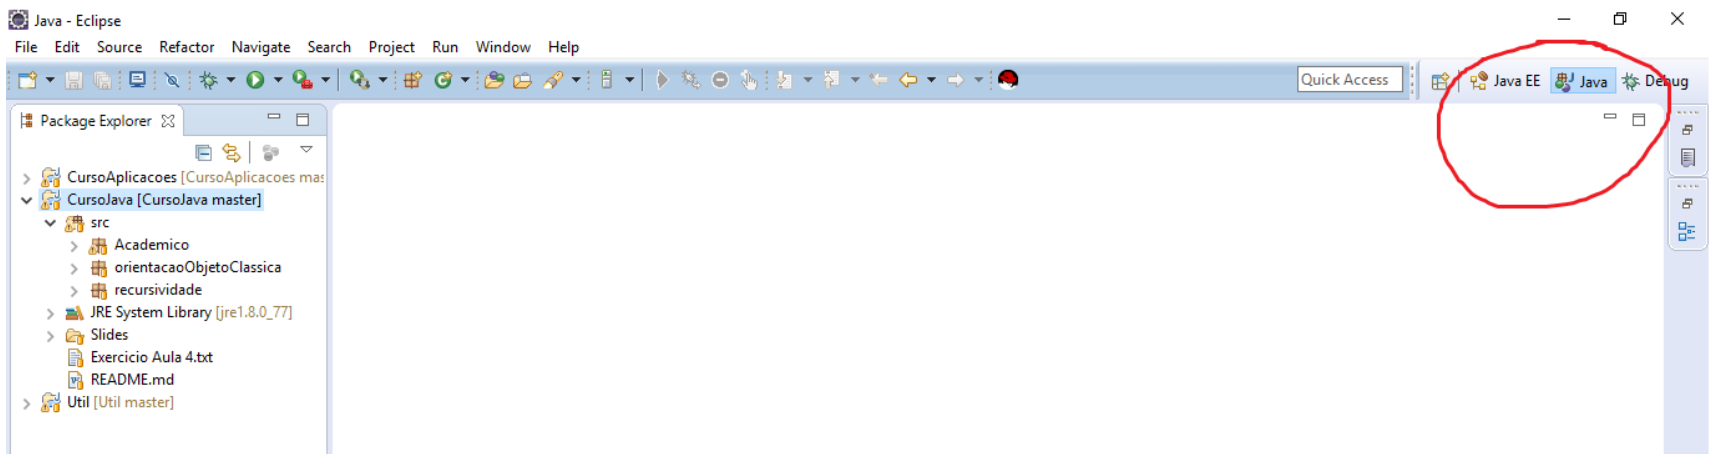 Java - Eclipse
File Edit Source Refactor Navigate Search Project Run Window Help
Quick Access Java EE Java Debug
Package Explorer
CursoAplicacoes [CursoAplicacoes mas
CursoJava [CursoJava master]
src
Academico
orientacaoObjetoClassica
recursividade
JRE System Library [jre1.8.0_77]
Slides
Exercicio Aula 4.txt
README.md
Util [Util master]